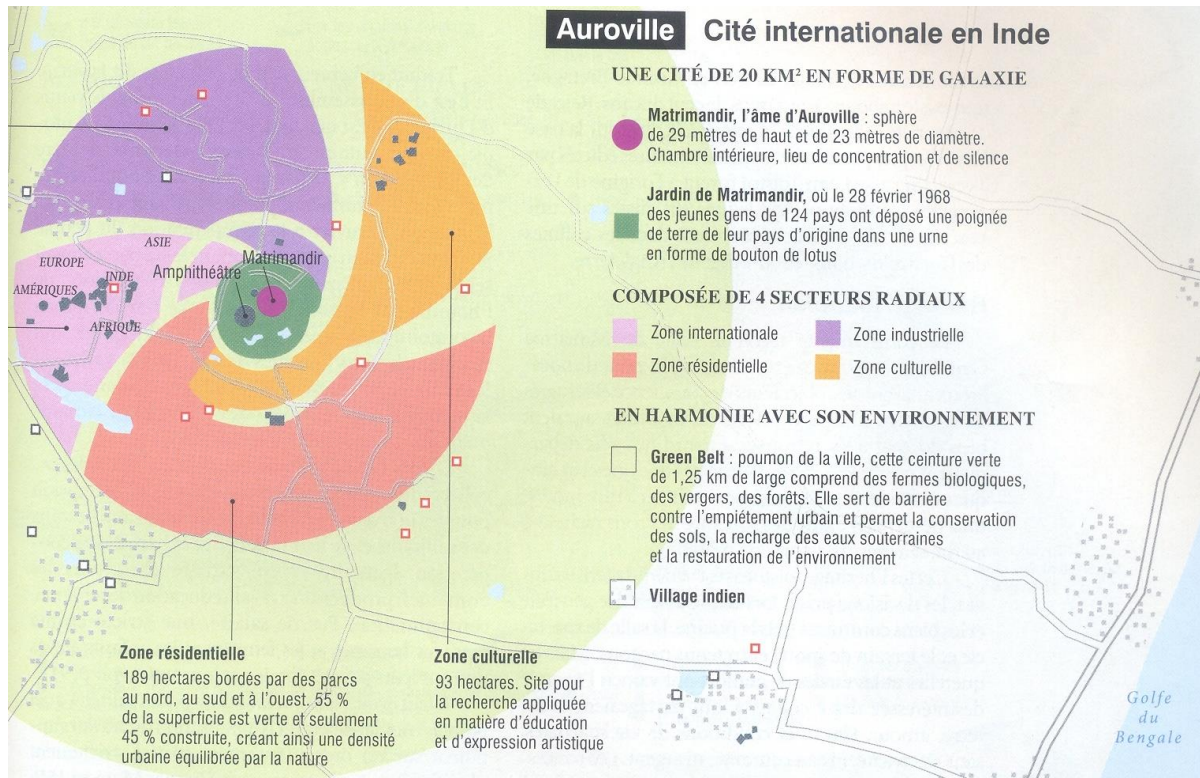 Auroville Cité internationale en Inde
UNE CITÉ DE 20 KM² EN FORME DE GALAXIE
Matrimandir, l'âme d'Auroville : sphère
de 29 mètres de haut et de 23 mètres de diamètre.
Chambre intérieure, lieu de concentration et de silence
Jardin de Matrimandir, où le 28 février 1968
des jeunes gens de 124 pays ont déposé une poignée
de terre de leur pays d'origine dans une urne
en forme de bouton de lotus
COMPOSÉE DE 4 SECTEURS RADIAUX
Zone internationale
Zone industrielle
Zone résidentielle
Zone culturelle
EN HARMONIE AVEC SON ENVIRONNEMENT
Green Belt : poumon de la ville, cette ceinture verte
de 1,25 km de large comprend des fermes biologiques,
des vergers, des forêts. Elle sert de barrière
contre l'empiétement urbain et permet la conservation
des sols, la recharge des eaux souterraines
et la restauration de l'environnement
Village indien
ASIE
EUROPE
INDE
AMÉRIQUES
AFRIQUE
Matrimandir
Amphithéâtre
Zone résidentielle
189 hectares bordés par des parcs
au nord, au sud et à l'ouest. 55 %
de la superficie est verte et seulement
45 % construite, créant ainsi une densité
urbaine équilibrée par la nature
Zone culturelle
93 hectares. Site pour
la recherche appliquée
en matière d'éducation
et d'expression artistique
Golfe
du
Bengale